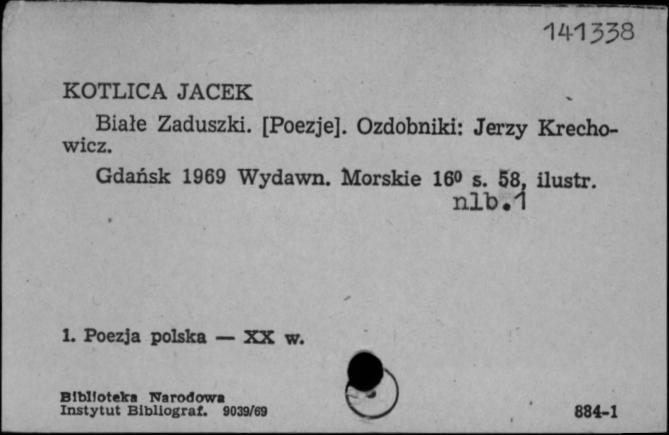 141338
KOTLICA JACEK
Białe Zaduszki. [Poezje]. Ozdobniki: Jerzy Krecho-
wicz.
Gdańsk 1969 Wydawn. Morskie 16⁰ s. 58, ilustr.
nlb.1
1. Poezja polska — XX w.
Biblioteka Narodowa
Instytut Bibliograf. 9039/69
884-1